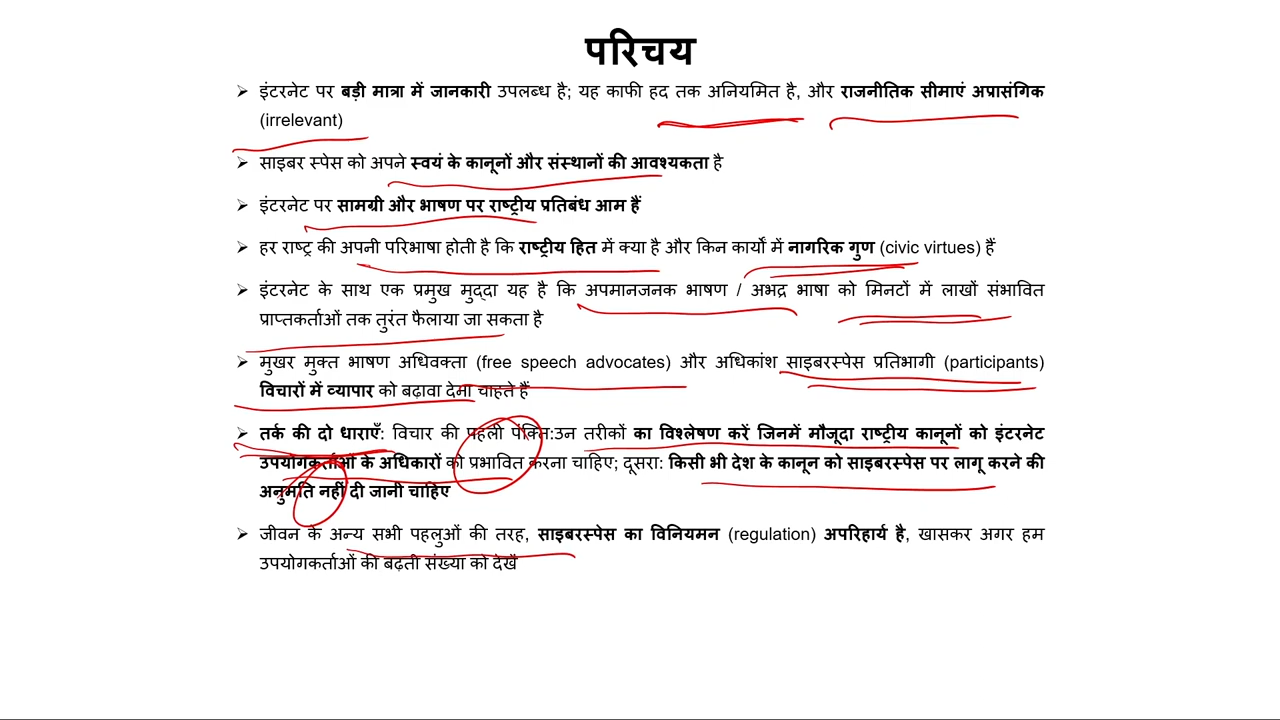 परिचय
➢ इंटरनेट पर बड़ी मात्रा में जानकारी उपलब्ध है; यह काफी हद तक अनियमित है, और राजनीतिक सीमाएं अप्रासंगिक
(irrelevant)
➢ साइबर स्पेस को अपने स्वयं के कानूनों और संस्थानों की आवश्यकता है
➢ इंटरनेट पर सामग्री और भाषण पर राष्ट्रीय प्रतिबंध आम हैं
➢ हर राष्ट्र की अपनी परिभाषा होती है कि राष्ट्रीय हित में क्या है और किन कार्यों में नागरिक गुण (civic virtues) हैं
➢ इंटरनेट के साथ एक प्रमुख मुद्दा यह है कि अपमानजनक भाषण / अभद्र भाषा को मिनटों में लाखों संभावित
प्राप्तकर्ताओं तक तुरंत फैलाया जा सकता है
➢ मुखर मुक्त भाषण अधिवक्ता (free speech advocates) और अधिकांश साइबरस्पेस प्रतिभागी (participants)
विचारों में व्यापार को बढ़ावा देना चाहते हैं
➢ तर्क की दो धाराएँ: विचार की पहली पंक्ति:उन तरीकों का विश्लेषण करें जिनमें मौजूदा राष्ट्रीय कानूनों को इंटरनेट
उपयोगकर्ताओं के अधिकारों को प्रभावित करना चाहिए; दूसरा: किसी भी देश के कानून को साइबरस्पेस पर लागू करने की
अनुमति नहीं दी जानी चाहिए
➢ जीवन के अन्य सभी पहलुओं की तरह, साइबरस्पेस का विनियमन (regulation) अपरिहार्य है, खासकर अगर हम
उपयोगकर्ताओं की बढ़ती संख्या को देखें